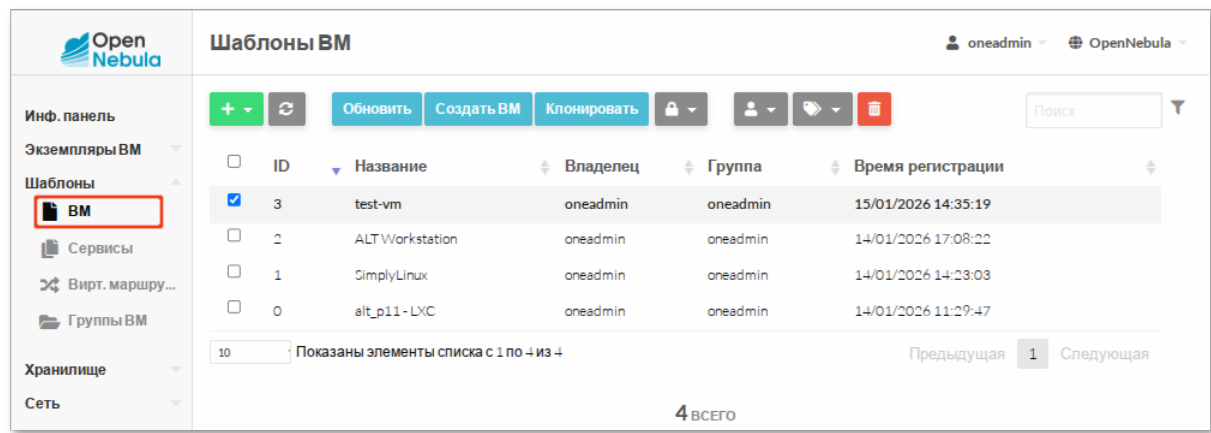 Open Nebula
Шаблоны ВМ
oneadmin
OpenNebula
Инф. панель
Экземпляры ВМ
Шаблоны
ВМ
Сервисы
Вирт. маршру...
Группы ВМ
Хранилище
Сеть
Обновить Создать ВМ Клонировать
Поиск
ID Название Владелец Группа Время регистрации
3 test-vm oneadmin oneadmin 15/01/2026 14:35:19
2 ALT Workstation oneadmin oneadmin 14/01/2026 17:08:22
1 SimplyLinux oneadmin oneadmin 14/01/2026 14:23:03
0 alt_p11 - LXC oneadmin oneadmin 14/01/2026 11:29:47
10 Показаны элементы списка с 1 по 4 из 4
Предыдущая 1 Следующая
4 ВСЕГО